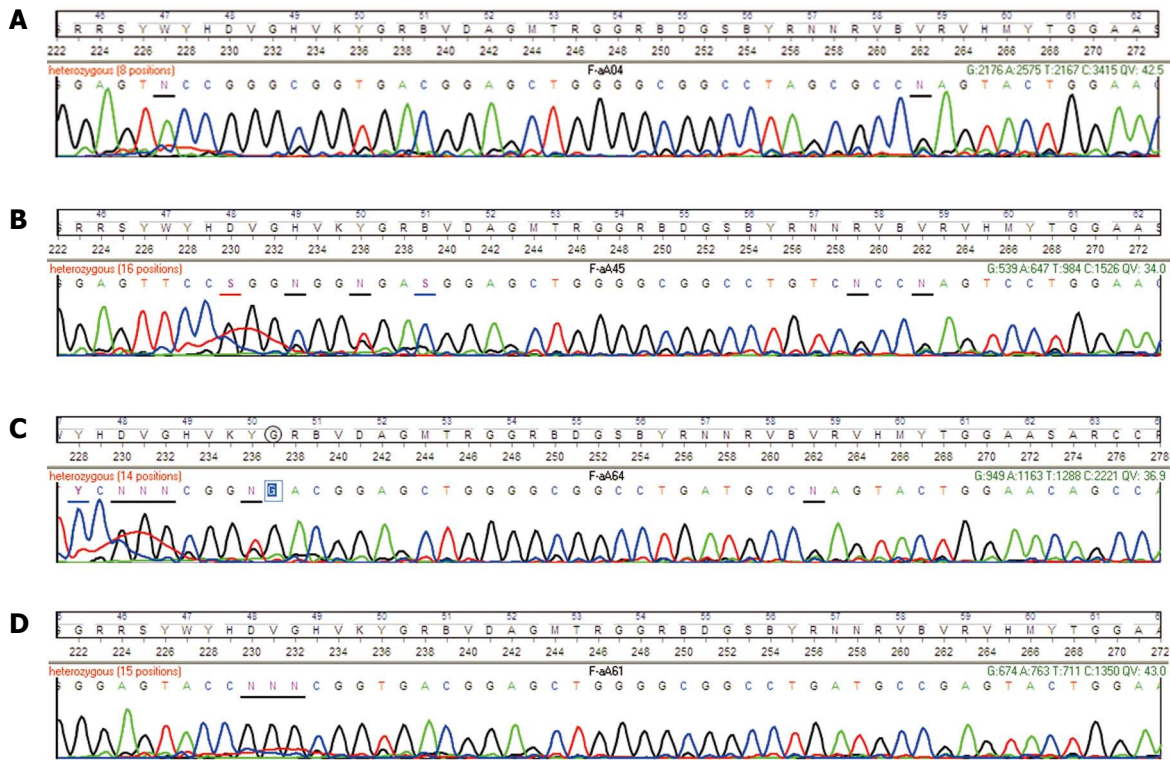 A
46 47 48 49 50 51 52 53 54 55 56 57 58 59 60 61 62
R R S Y W Y H D V G H V K Y G R B V D A G M T R G G R B D G S B Y R N N R V B V R V H M Y T G G A A S
222 224 226 228 230 232 234 236 238 240 242 244 246 248 250 252 254 256 258 260 262 264 266 268 270 272
heterozygous (8 positions) F-aA04 G:2176 A:2575 T:2167 C:3415 QV: 42.5
G G A G T N C C G G G C G G T G A C G G A G C T G G G G C G G C C T A G C G C C N A G T A C T G G A A C
B
46 47 48 49 50 51 52 53 54 55 56 57 58 59 60 61 62
R R S Y W Y H D V G H V K Y G R B V D A G M T R G G R B D G S B Y R N N R V B V R V H M Y T G G A A S
222 224 226 228 230 232 234 236 238 240 242 244 246 248 250 252 254 256 258 260 262 264 266 268 270 272
heterozygous (16 positions) F-aA45 G:539 A:647 T:984 C:1526 QV: 34.0
G G A G T T C C S G G N G G N G A S G G A G C T G G G G C G G C C T G T C N C C N A G T C C T G G A A C
C
48 49 50 51 52 53 54 55 56 57 58 59 60 61 62 63
Y H D V G H V K Y G R B V D A G M T R G G R B D G S B Y R N N R V B V R V H M Y T G G A A S A R C C R
228 230 232 234 236 238 240 242 244 246 248 250 252 254 256 258 260 262 264 266 268 270 272 274 276 278
heterozygous (14 positions) F-aA64 G:949 A:1163 T:1288 C:2221 QV: 36.9
Y C N N N C G G N G A C G G A G C T G G G G C G G C C T G A T G C C N A G T A C T G G A A C A G C C A
D
46 47 48 49 50 51 52 53 54 55 56 57 58 59 60 61
G R R S Y W Y H D V G H V K Y G R B V D A G M T R G G R B D G S B Y R N N R V B V R V H M Y T G G A A
222 224 226 228 230 232 234 236 238 240 242 244 246 248 250 252 254 256 258 260 262 264 266 268 270 272
heterozygous (15 positions) F-aA61 G:674 A:763 T:711 C:1350 QV: 43.0
G G G A G T A C C N N N C G G T G A C G G A G C T G G G G C G G C C T G A T G C C G A G T A C T G G A A